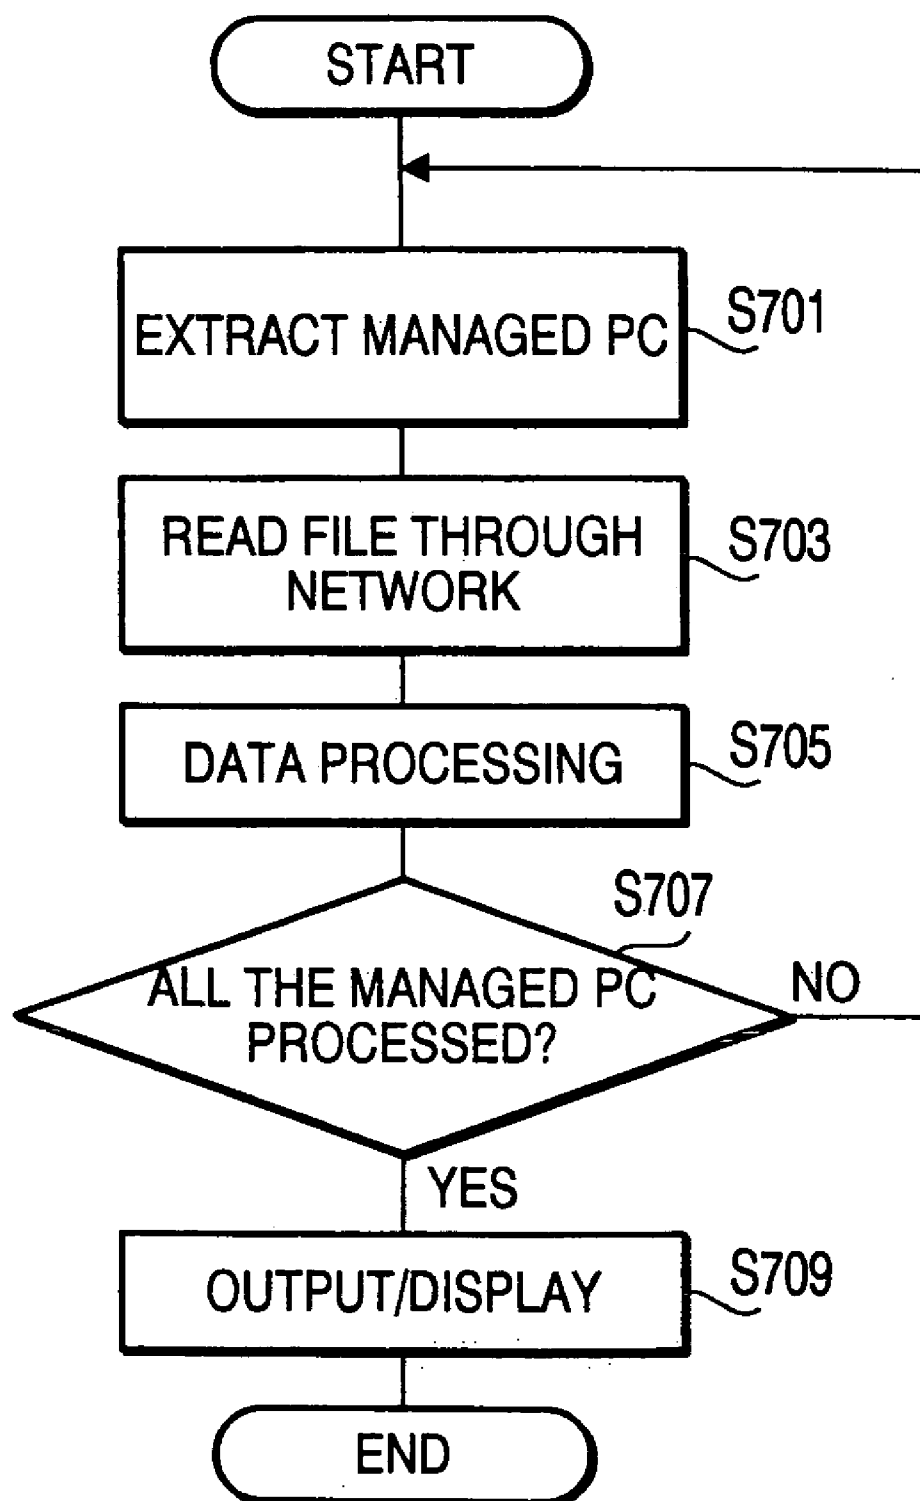 START
EXTRACT MANAGED PC
S701
READ FILE THROUGH
NETWORK
S703
DATA PROCESSING
S705
S707
ALL THE MANAGED PC
PROCESSED?
NO
YES
OUTPUT/DISPLAY
S709
END